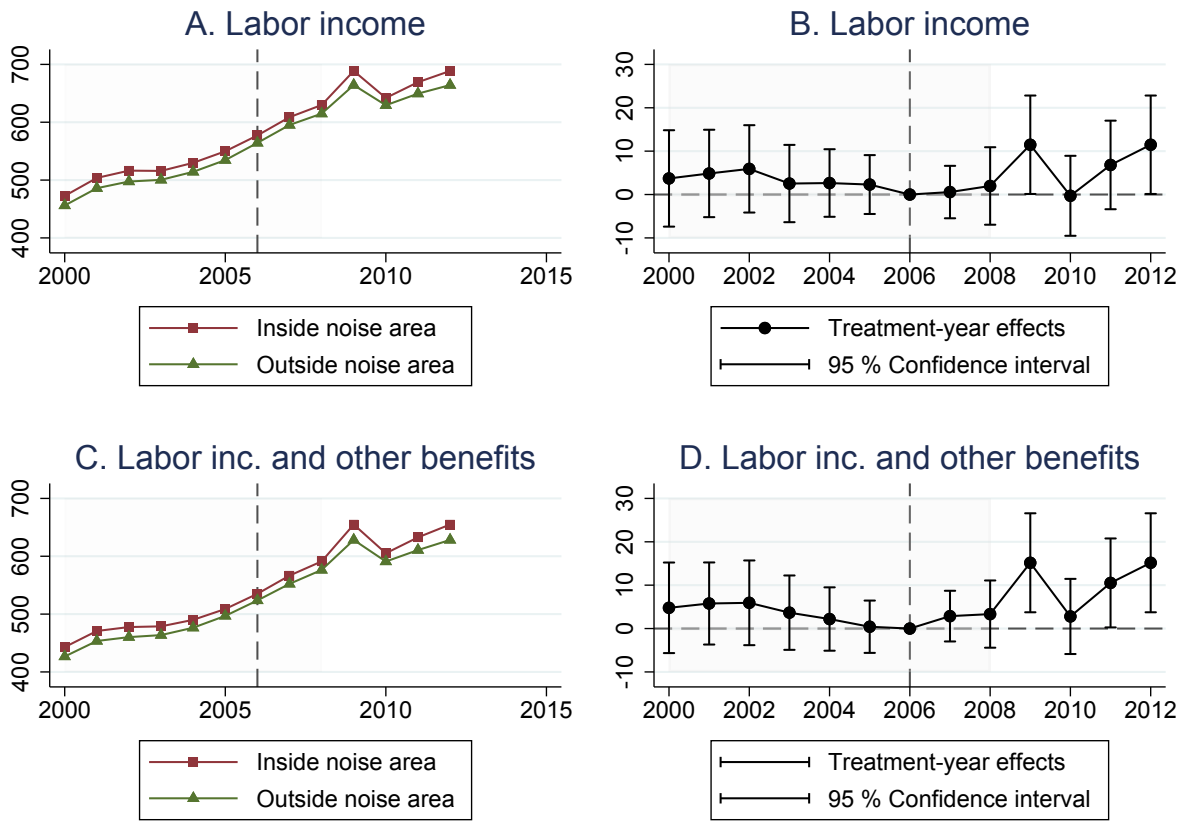 A. Labor income
700
600
500
400
2000 2005 2010 2015
Inside noise area
Outside noise area
B. Labor income
30
20
10
0
-10
2000 2002 2004 2006 2008 2010 2012
Treatment-year effects
95 % Confidence interval
C. Labor inc. and other benefits
700
600
500
400
2000 2005 2010 2015
Inside noise area
Outside noise area
D. Labor inc. and other benefits
30
20
10
0
-10
2000 2002 2004 2006 2008 2010 2012
Treatment-year effects
95 % Confidence interval